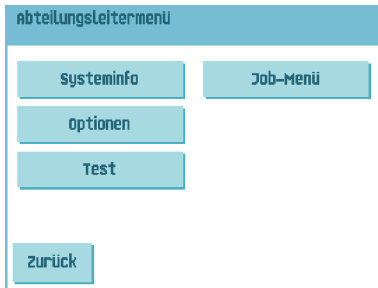 Abteilungsleitermenü
Systeminfo
Job-Menü
Optionen
Test
Zurück